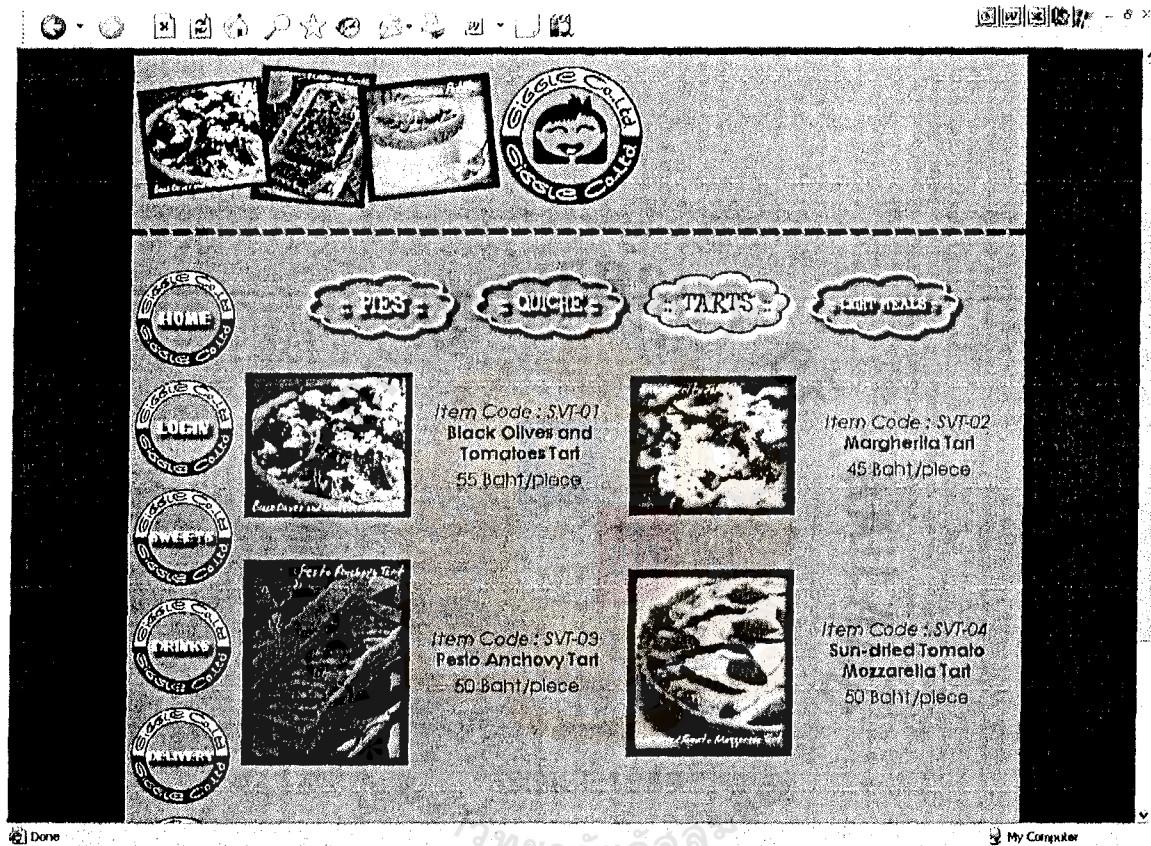 Giggle Co.,Ltd
Giggle Co.,Ltd
:: PIES ::
:: QUICHE ::
:: TARTS ::
:: LIGHT MEALS ::
HOME
LOGIN
SWEETS
DRINKS
DELIVERY
Item Code : SVT-01
Black Olives and
Tomatoes Tart
55 Baht/piece
Item Code : SVT-02
Margherita Tart
45 Baht/piece
Pesto Anchovy Tart
Item Code : SVT-03
Pesto Anchovy Tart
Item Code : SVT-04
Sun-dried Tomato
Mozzarella Tart
50 Baht/piece
Done
My Computer